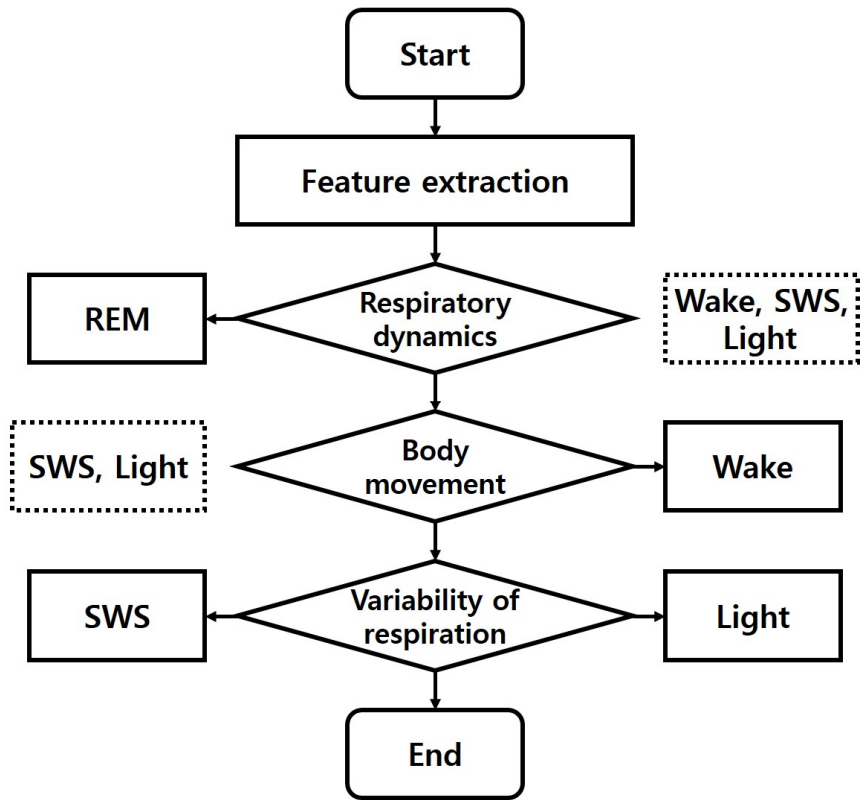 Start
Feature extraction
REM
Respiratory
dynamics
Wake, SWS,
Light
SWS, Light
Body
movement
Wake
SWS
Variability of
respiration
Light
End